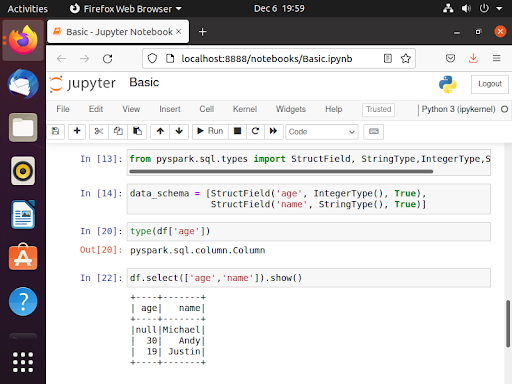 Activities
Firefox Web Browser
Dec 6  19:59
Basic - Jupyter Notebook
localhost:8888/notebooks/Basic.ipynb
jupyter
Basic
Logout
File Edit View Insert Cell Kernel Widgets Help Trusted Python 3 (ipykernel)
Run
Code
In [13]: from pyspark.sql.types import StructField, StringType,IntegerType,S
In [14]: data_schema = [StructField('age', IntegerType(), True),
StructField('name', StringType(), True)]
In [20]: type(df['age'])
Out[20]: pyspark.sql.column.Column
In [22]: df.select(['age','name']).show()
+----+-------+
| age|   name|
+----+-------+
|null|Michael|
|  30|   Andy|
|  19| Justin|
+----+-------+